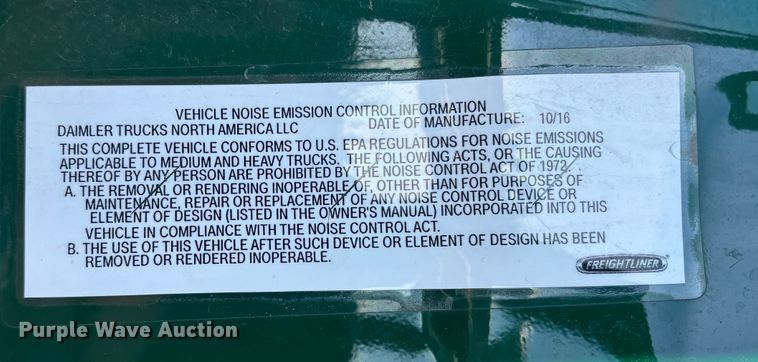 VEHICLE NOISE EMISSION CONTROL INFORMATION
DAIMLER TRUCKS NORTH AMERICA LLC DATE OF MANUFACTURE: 10/16
THIS COMPLETE VEHICLE CONFORMS TO U.S. EPA REGULATIONS FOR NOISE EMISSIONS
APPLICABLE TO MEDIUM AND HEAVY TRUCKS. THE FOLLOWING ACTS, OR THE CAUSING
THEREOF BY ANY PERSON ARE PROHIBITED BY THE NOISE CONTROL ACT OF 1972.
A. THE REMOVAL OR RENDERING INOPERABLE OF, OTHER THAN FOR PURPOSES OF
MAINTENANCE, REPAIR OR REPLACEMENT OF ANY NOISE CONTROL DEVICE OR
ELEMENT OF DESIGN (LISTED IN THE OWNER'S MANUAL) INCORPORATED INTO THIS
VEHICLE IN COMPLIANCE WITH THE NOISE CONTROL ACT.
B. THE USE OF THIS VEHICLE AFTER SUCH DEVICE OR ELEMENT OF DESIGN HAS BEEN
REMOVED OR RENDERED INOPERABLE.
FREIGHTLINER
Purple Wave Auction